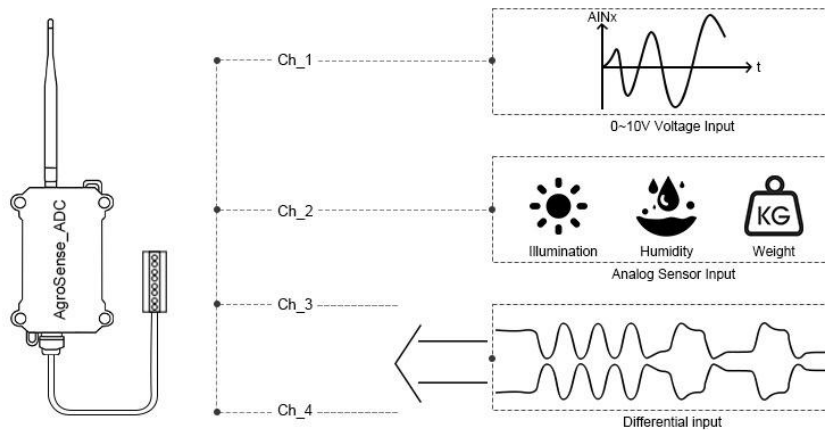 AgroSense_ADC
Ch_1
AINx
t
0~10V Voltage Input
Ch_2
KG
Illumination Humidity Weight
Analog Sensor Input
Ch_3
Ch_4
Differential input